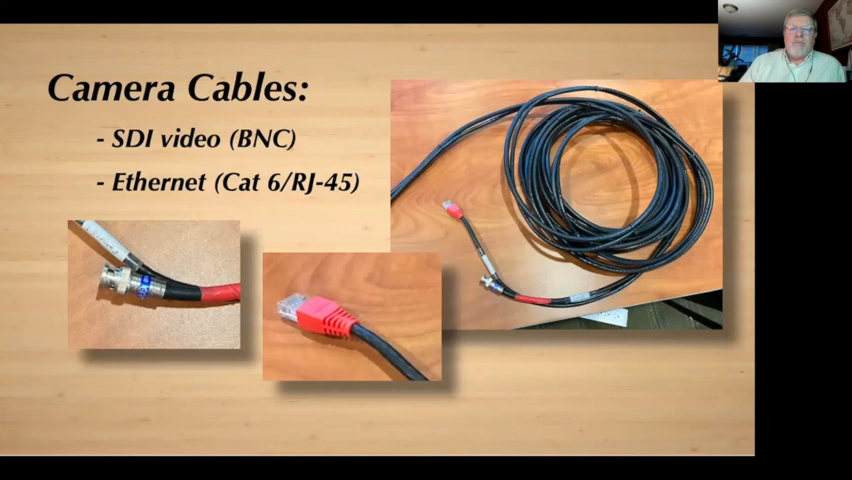 Camera Cables:
- SDI video (BNC)
- Ethernet (Cat 6/RJ-45)